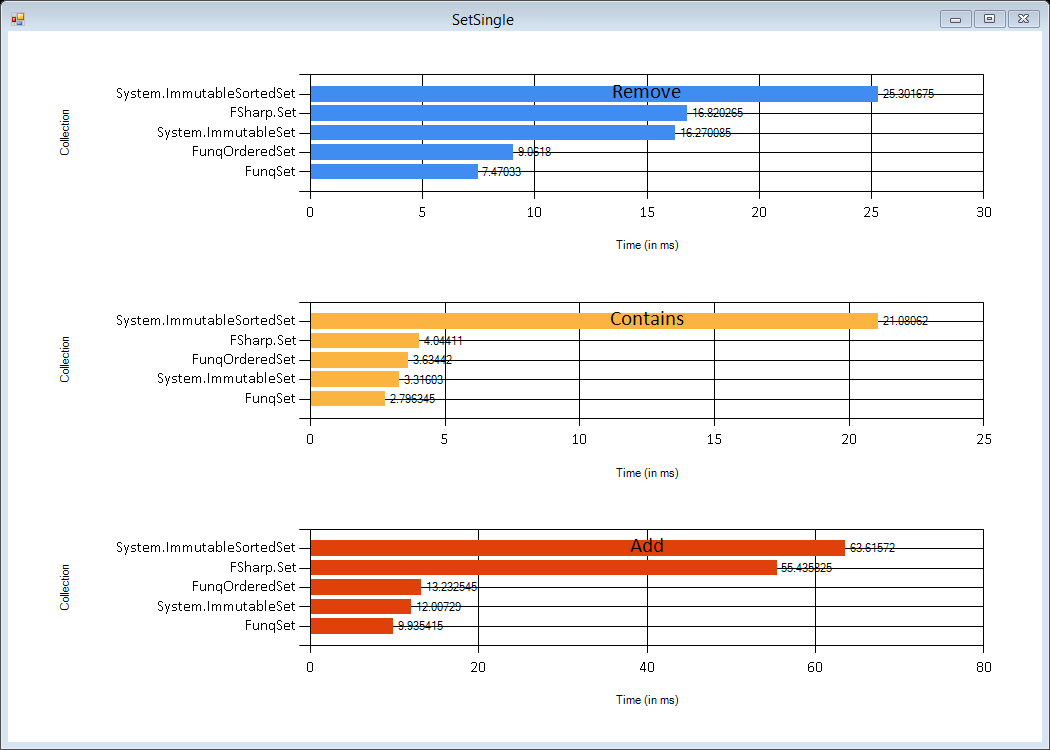 SetSingle
Remove
Collection
System.ImmutableSortedSet 25.301675
FSharp.Set 16.820265
System.ImmutableSet 16.270085
FunqOrderedSet 9.0618
FunqSet 7.47033
0 5 10 15 20 25 30
Time (in ms)
Contains
Collection
System.ImmutableSortedSet 21.08062
FSharp.Set 4.04411
FunqOrderedSet 3.63442
System.ImmutableSet 3.31603
FunqSet 2.796345
0 5 10 15 20 25
Time (in ms)
Add
Collection
System.ImmutableSortedSet 63.61572
FSharp.Set 55.435325
FunqOrderedSet 13.232545
System.ImmutableSet 12.00729
FunqSet 9.935415
0 20 40 60 80
Time (in ms)